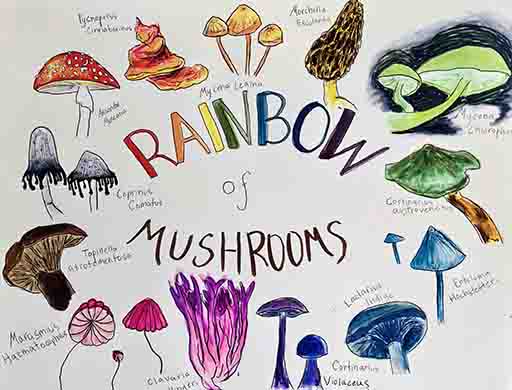 Pycnoporus
Cinnabarinus
Mycena Leaiana
Morchella
Esculenta
Amanita
Muscaria
Mycena
Chlorophos
RAINBOW
of
MUSHROOMS
Coprinus
Comatus
Cortinarius
austrovenetus
Tapinella
atrotomentosa
Entoloma
Hochstetteri
Lactarius
Indigo
Marasmius
Haematocephalus
Clavaria
Cortinarius
Violaceus